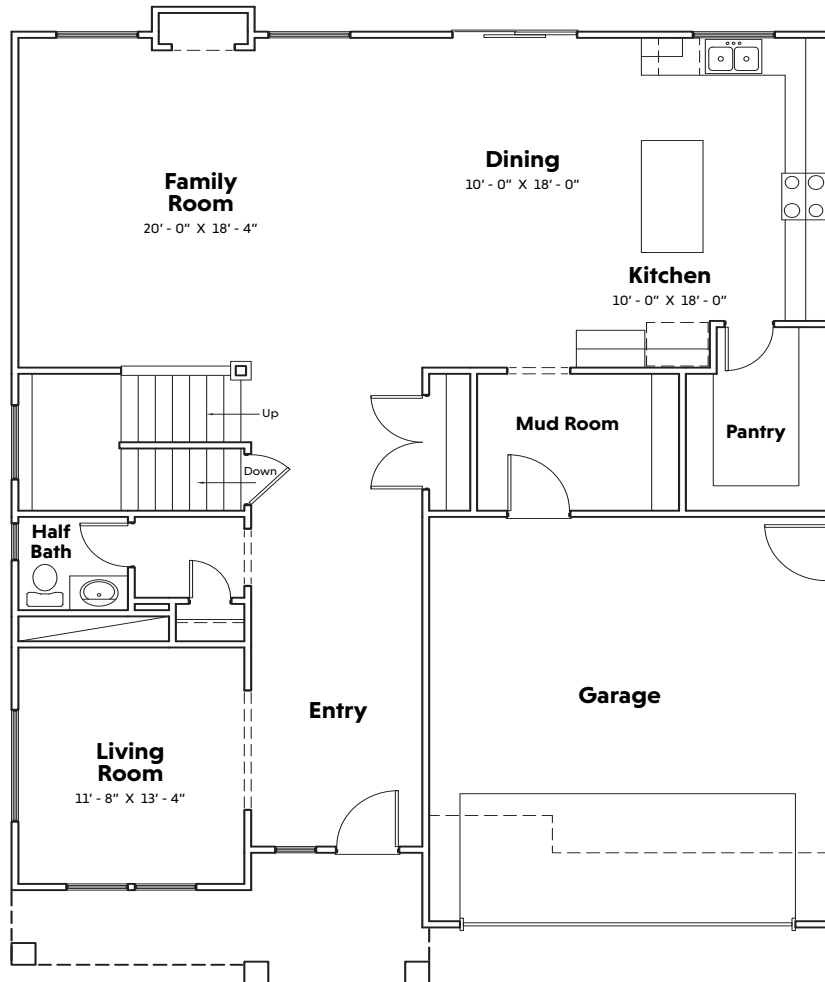 Family
Room
20' - 0" X 18' - 4"
Dining
10' - 0" X 18' - 0"
Kitchen
10' - 0" X 18' - 0"
Up
Down
Mud Room
Pantry
Half
Bath
Entry
Garage
Living
Room
11' - 8" X 13' - 4"